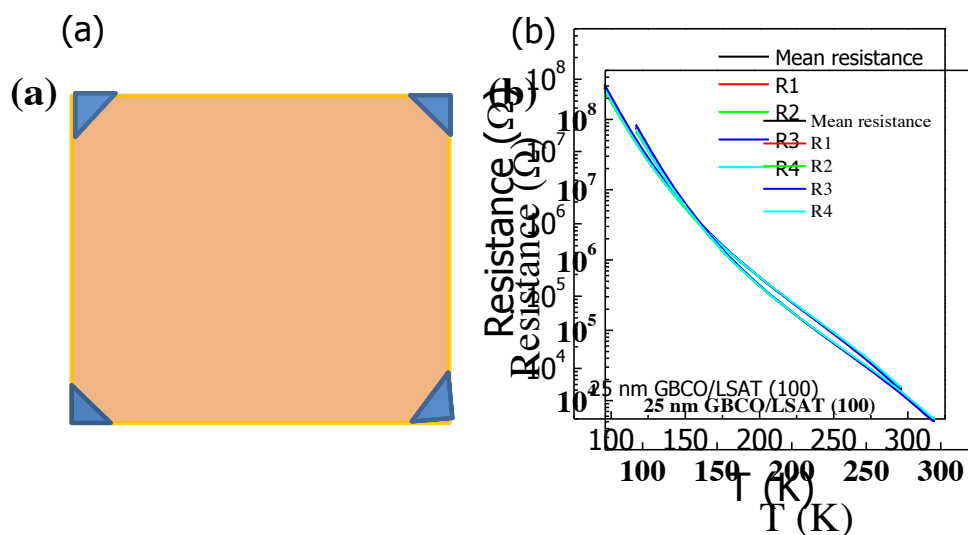 (a)
(a)
(b)
(b)
Mean resistance
R1
R2
R3
R4
Mean resistance
R1
R2
R3
R4
Resistance (Ω)
Resistance (Ω)
10⁸
10⁷
10⁶
10⁵
10⁴
10⁸
10⁷
10⁶
10⁵
10⁴
25 nm GBCO/LSAT (100)
25 nm GBCO/LSAT (100)
100 150 200 250 300
100 150 200 250 300
T (K)
T (K)